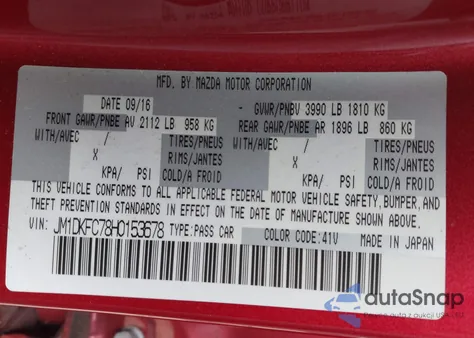 MFD. BY MAZDA MOTOR CORPORATION
DATE 09/16 - GVWR/PNBV 3990 LB 1810 KG
FRONT GAWR/PNBE AV 2112 LB 958 KG REAR GAWR/PNBE AR 1896 LB 860 KG
WITH/AVEC / TIRES/PNEUS WITH/AVEC / TIRES/PNEUS
X RIMS/JANTES X RIMS/JANTES
KPA/ PSI COLD/A FROID KPA/ PSI COLD/A FROID
THIS VEHICLE CONFORMS TO ALL APPLICABLE FEDERAL MOTOR VEHICLE SAFETY, BUMPER, AND
THEFT PREVENTION STANDARDS IN EFFECT ON THE DATE OF MANUFACTURE SHOWN ABOVE.
VIN: JM1DKFC78H0153678 TYPE: PASS CAR COLOR CODE: 41V MADE IN JAPAN
autoSnap